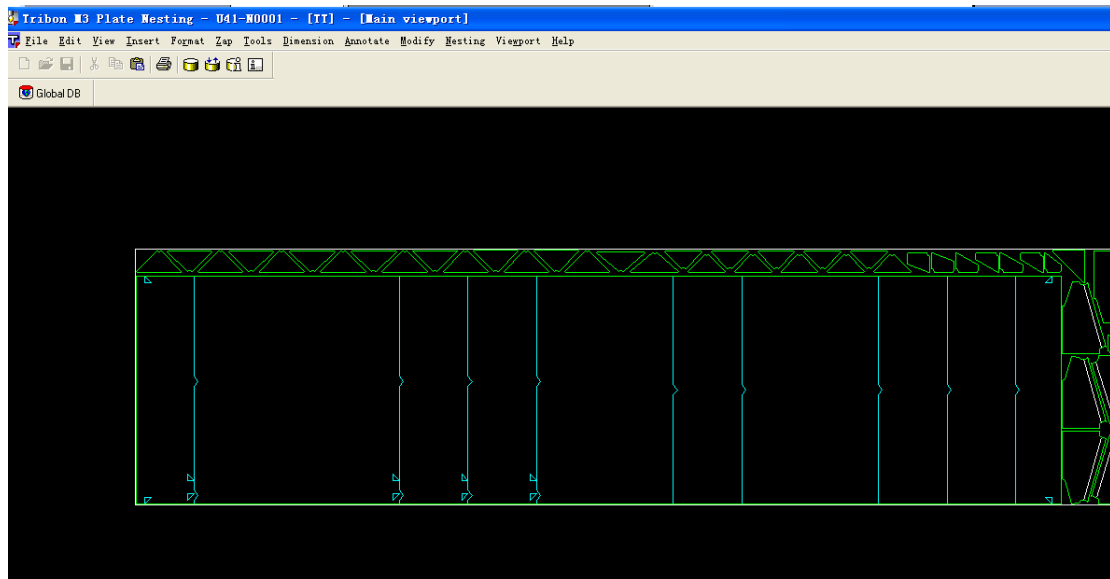 Tribon M3 Plate Nesting - U41-N0001 - [TT] - [Main viewport]
File Edit View Insert Format Zap Tools Dimension Annotate Modify Nesting Viewport Help
Global DB